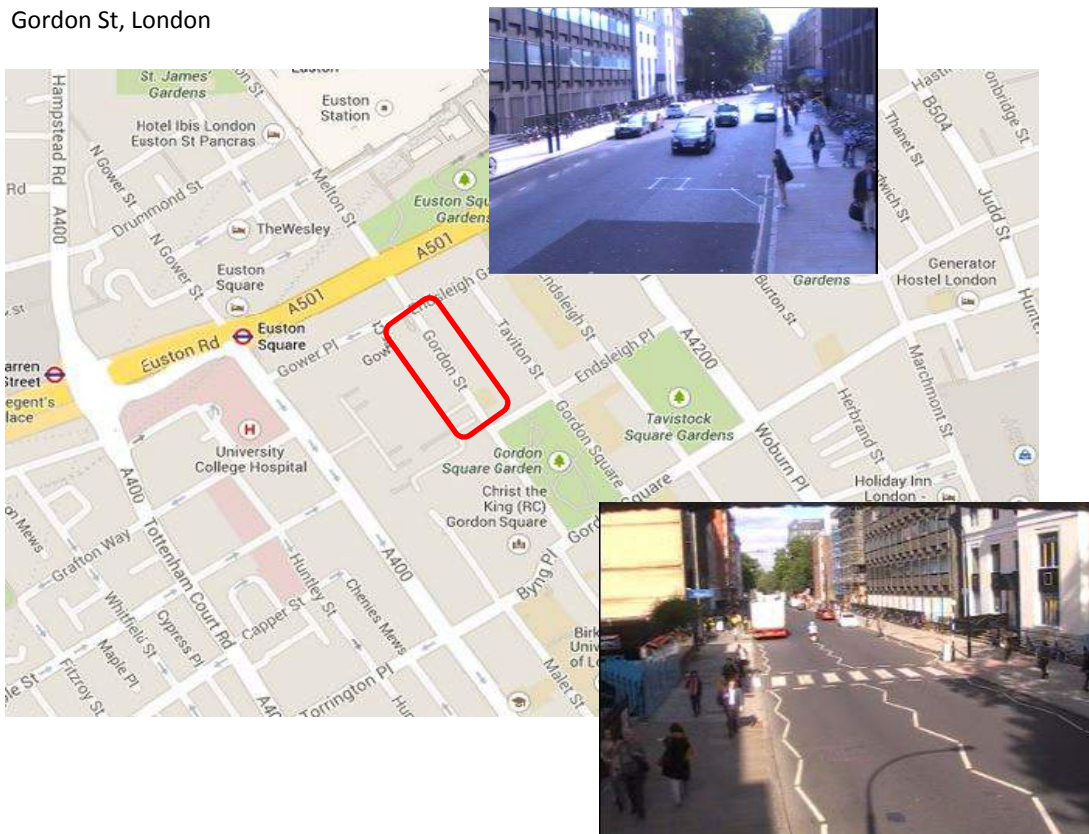 Gordon St, London
Hampstead Rd
A400
St. James'
Gardens
Euston
Station
Hotel Ibis London
Euston St Pancras
N Gower St
Melton St
Drummond St
TheWesley
N Gower St
Euston
Square
Rd
A501
A501
Euston Rd
Euston
Square
Gower Pl
Gordon St
Taviton St
Endsleigh St
Endsleigh Pl
A4200
Gardens
Burton St
Thanet St
B504
Judd St
Generator
Hostel London
Marchmont St
Herbrand St
Tavistock
Square Gardens
Woburn Pl
Holiday Inn
London -
Gordon Square
Gordon
Square Garden
Christ the
King (RC)
Gordon Square
Byng Pl
University
College Hospital
A400
A400
Tottenham Court Rd
Grafton Way
Whitfield St
Cypress Pl
Maple Pl
Fitzroy St
Capper St
Huntley St
Chenies Mews
Torrington Pl
Malet St